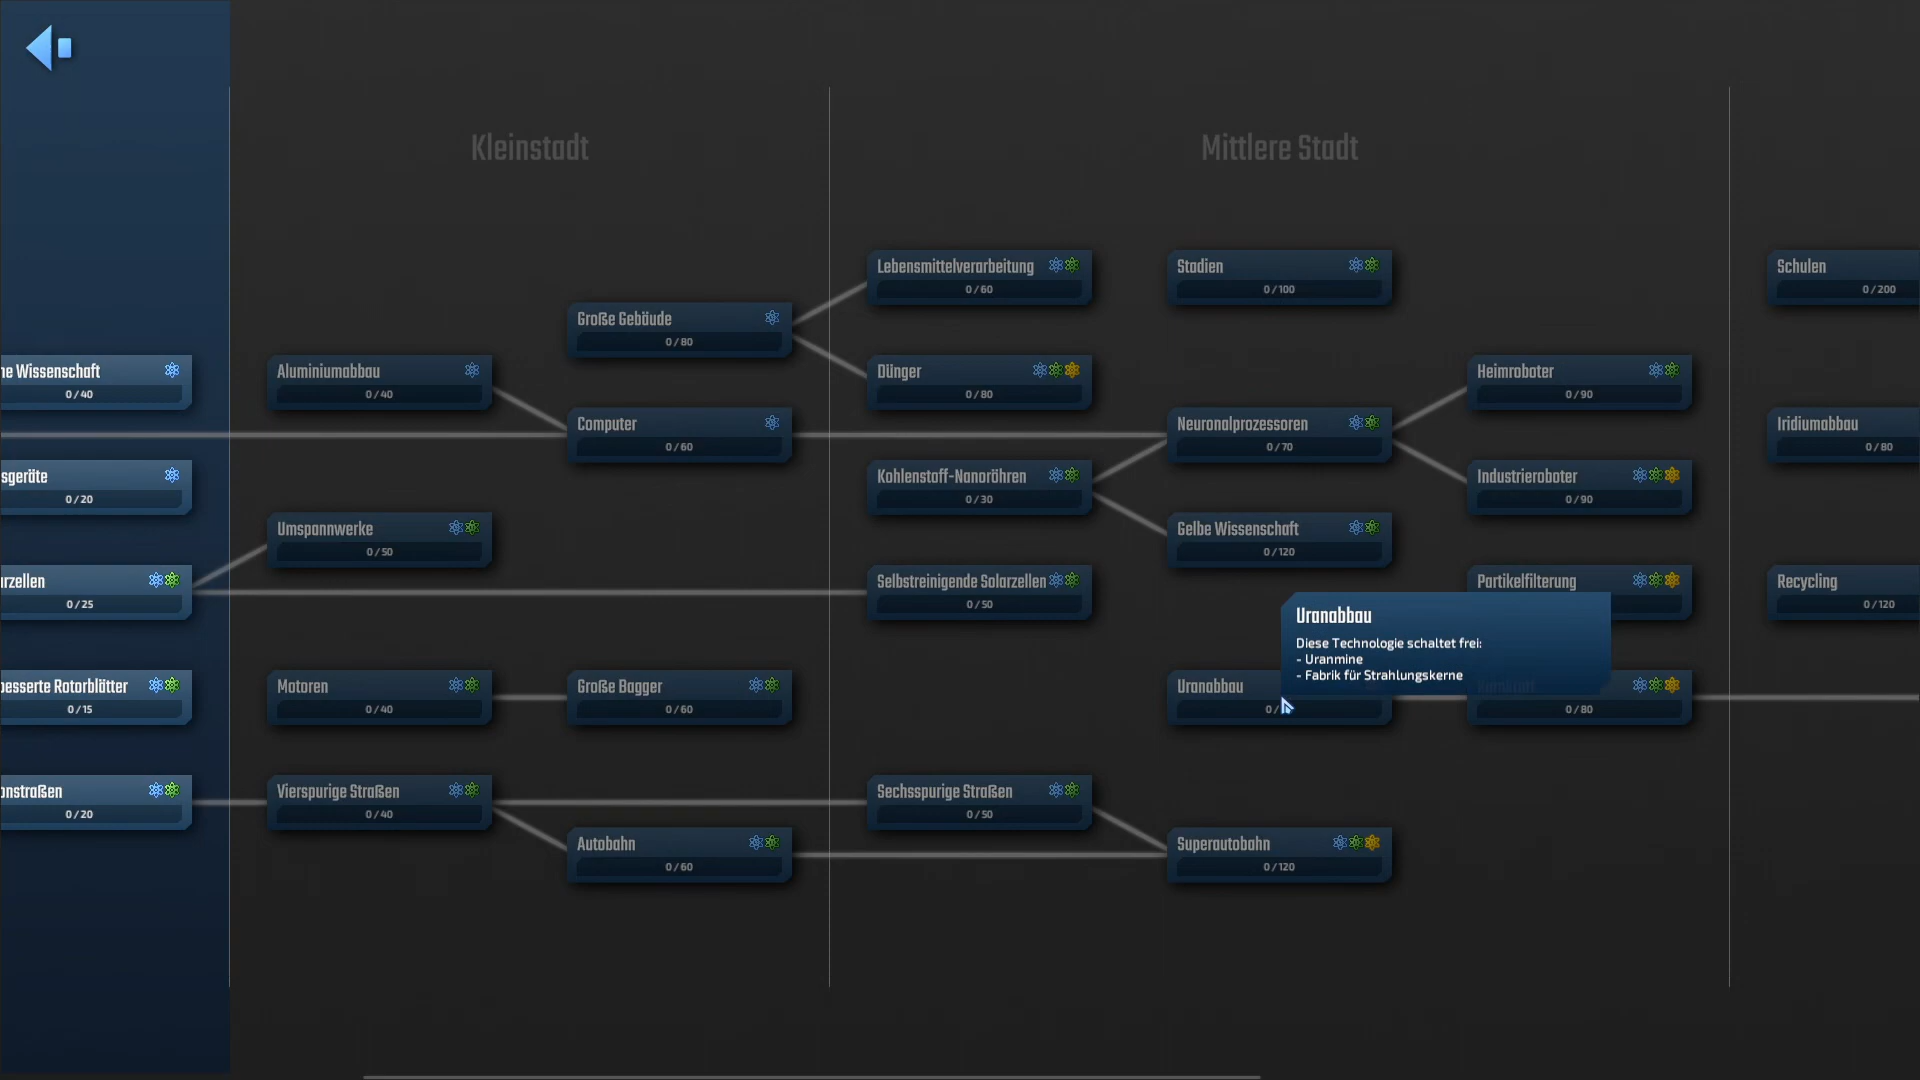 Kleinstadt
Mittlere Stadt
Lebensmittelverarbeitung
0/60
Stadien
0/100
Schulen
0/200
Große Gebäude
0/80
ne Wissenschaft
0/40
Aluminiumabbau
0/40
Dünger
0/80
Heimroboter
0/90
Computer
0/60
Neuronalprozessoren
0/70
Iridiumabbau
0/80
sgeräte
0/20
Kohlenstoff-Nanoröhren
0/30
Industrieroboter
0/90
Umspannwerke
0/50
Gelbe Wissenschaft
0/120
arzellen
0/25
Selbstreinigende Solarzellen
0/50
Partikelfilterung
Recycling
0/120
Uranabbau
Diese Technologie schaltet frei:
- Uranmine
- Fabrik für Strahlungskerne
besserte Rotorblätter
0/15
Motoren
0/40
Große Bagger
0/60
Uranabbau
0/
0/80
onstraßen
0/20
Vierspurige Straßen
0/40
Sechsspurige Straßen
0/50
Autobahn
0/60
Superautobahn
0/120